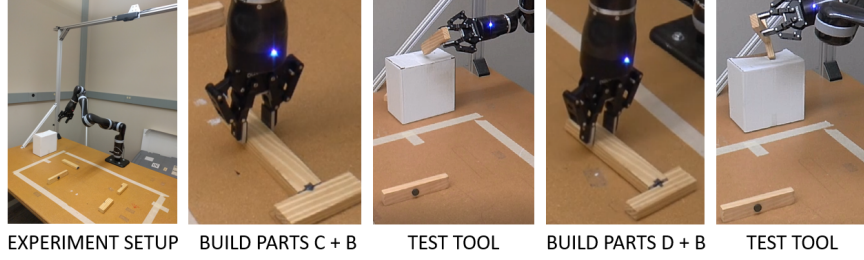 EXPERIMENT SETUP
BUILD PARTS C + B
TEST TOOL
BUILD PARTS D + B
TEST TOOL